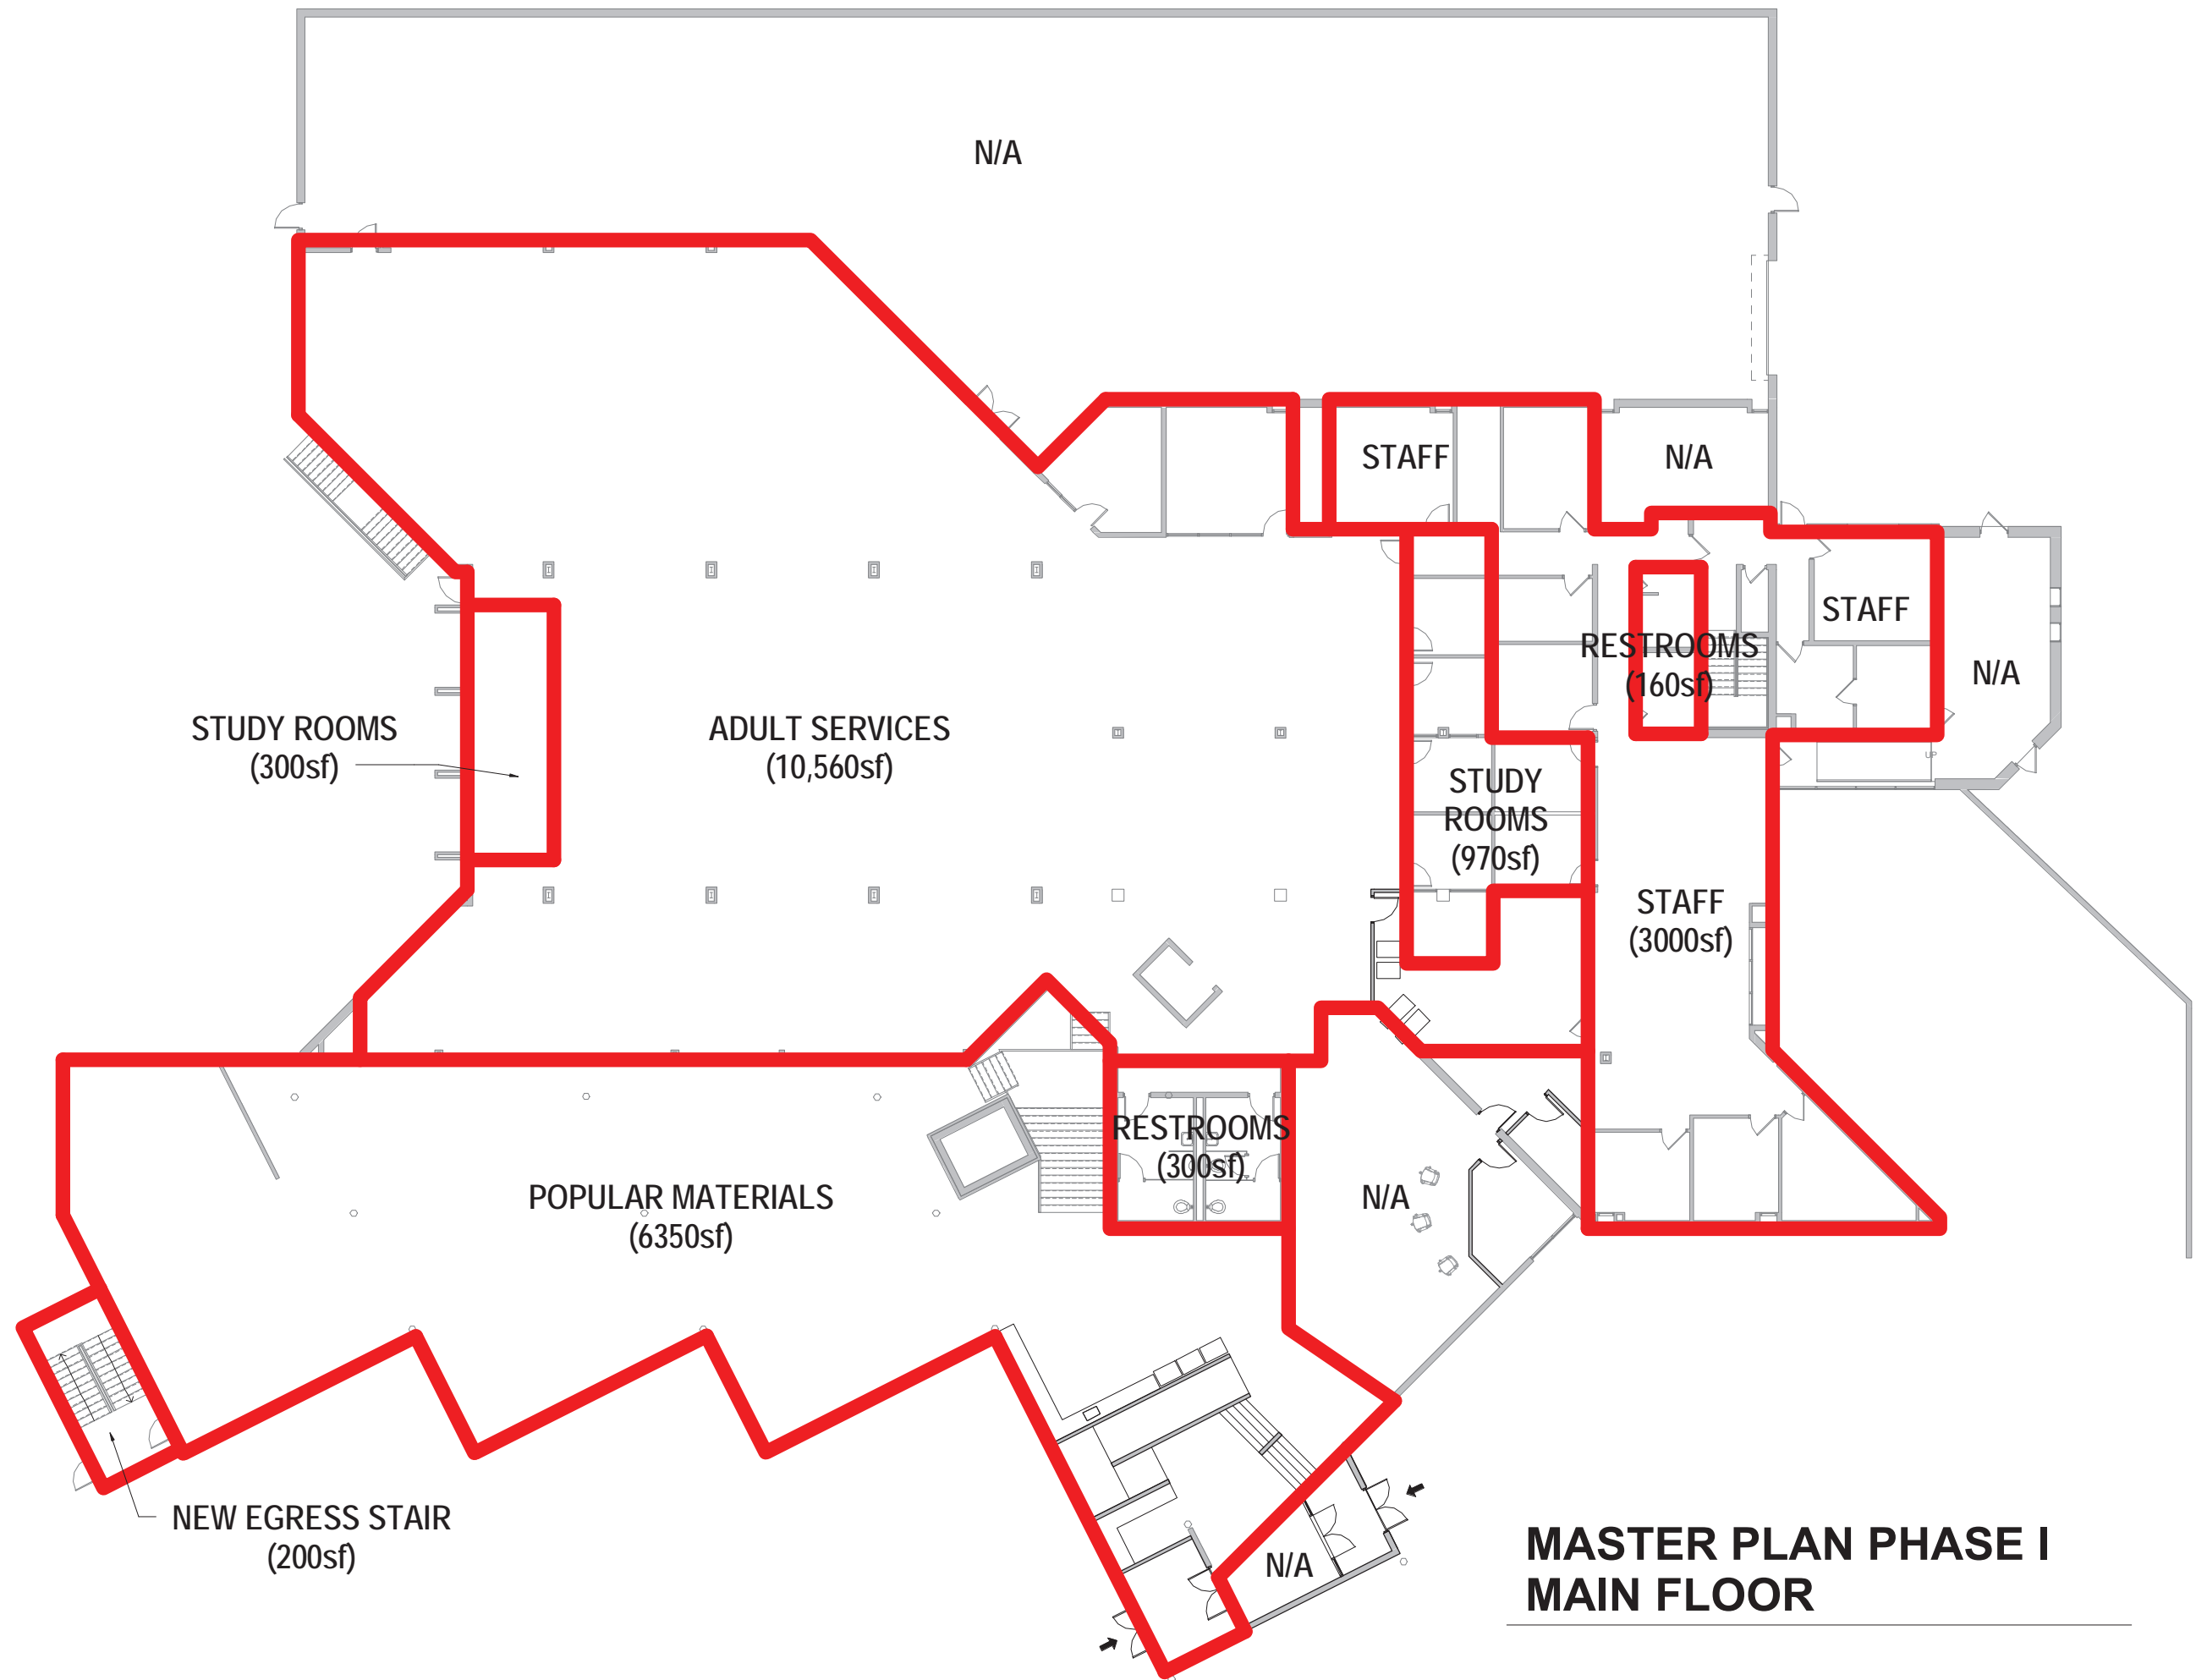 N/A
STAFF
N/A
STAFF
RESTROOMS
(160sf)
N/A
STUDY ROOMS
(300sf)
ADULT SERVICES
(10,560sf)
UP
STUDY
ROOMS
(970sf)
STAFF
(3000sf)
RESTROOMS
(300sf)
POPULAR MATERIALS
(6350sf)
N/A
NEW EGRESS STAIR
(200sf)
N/A
MASTER PLAN PHASE I
MAIN FLOOR